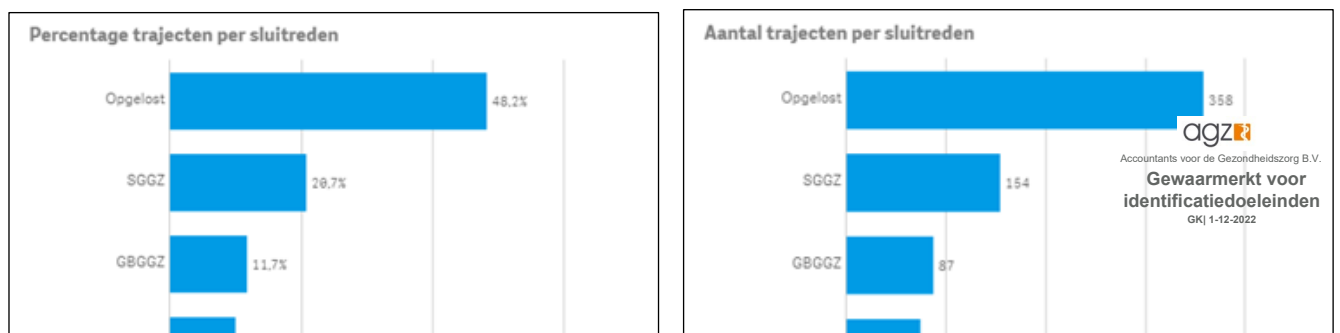 Percentage trajecten per sluitreden
Opgelost 48,2%
SGGZ 20,7%
GBGGZ 11,7%
Aantal trajecten per sluitreden
Opgelost 358
SGGZ 154
GBGGZ 87
agz
Accountants voor de Gezondheidszorg B.V.
Gewaarmerkt voor
identificatiedoeleinden
GK| 1-12-2022